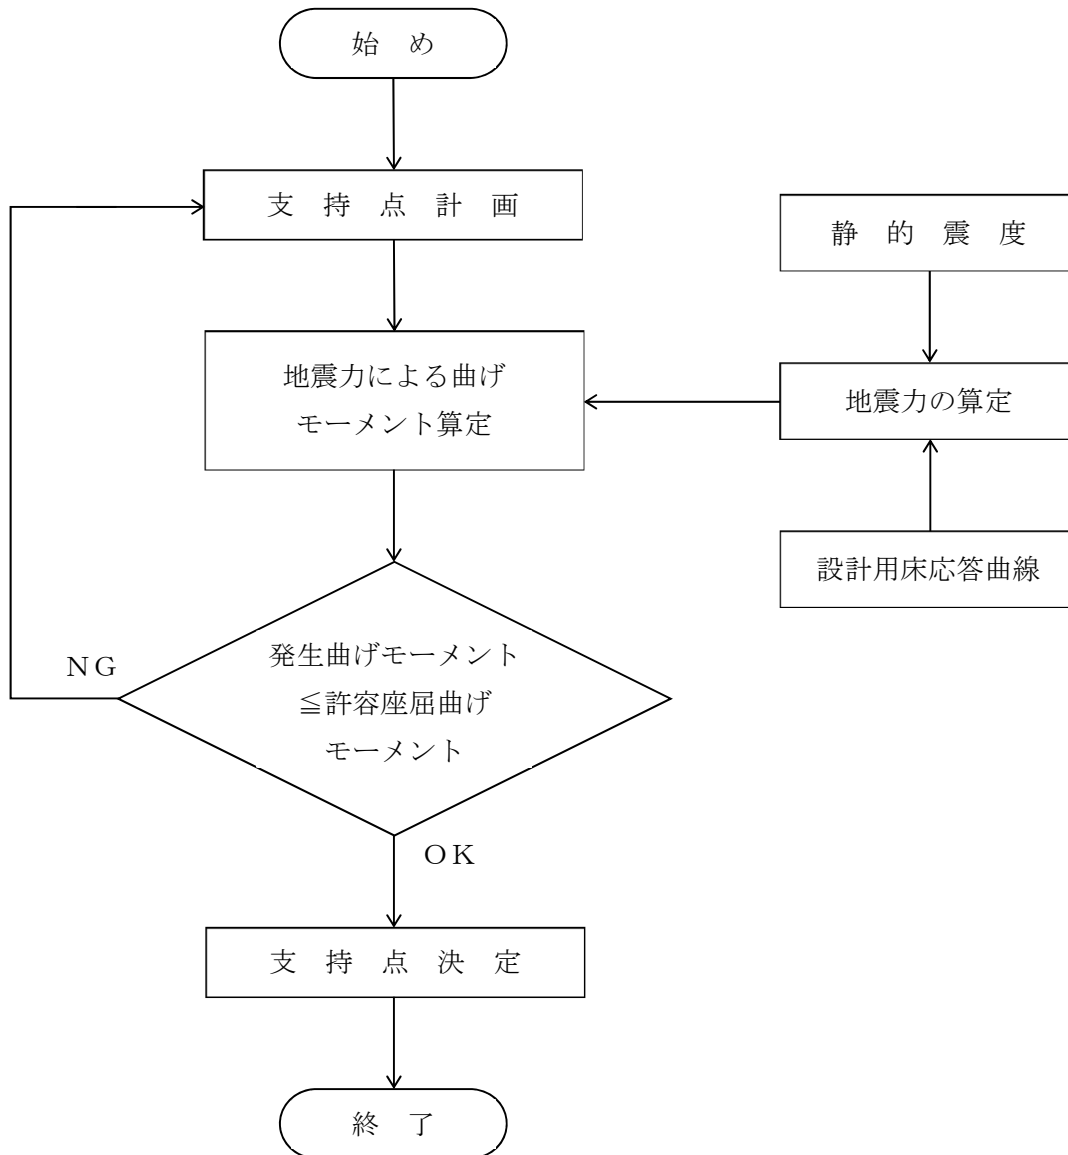 始　め
支　持　点　計　画
静　的　震　度
地震力による曲げ
モーメント算定
地震力の算定
設計用床応答曲線
発生曲げモーメント
≦許容座屈曲げ
モーメント
NG
OK
支　持　点　決　定
終　了